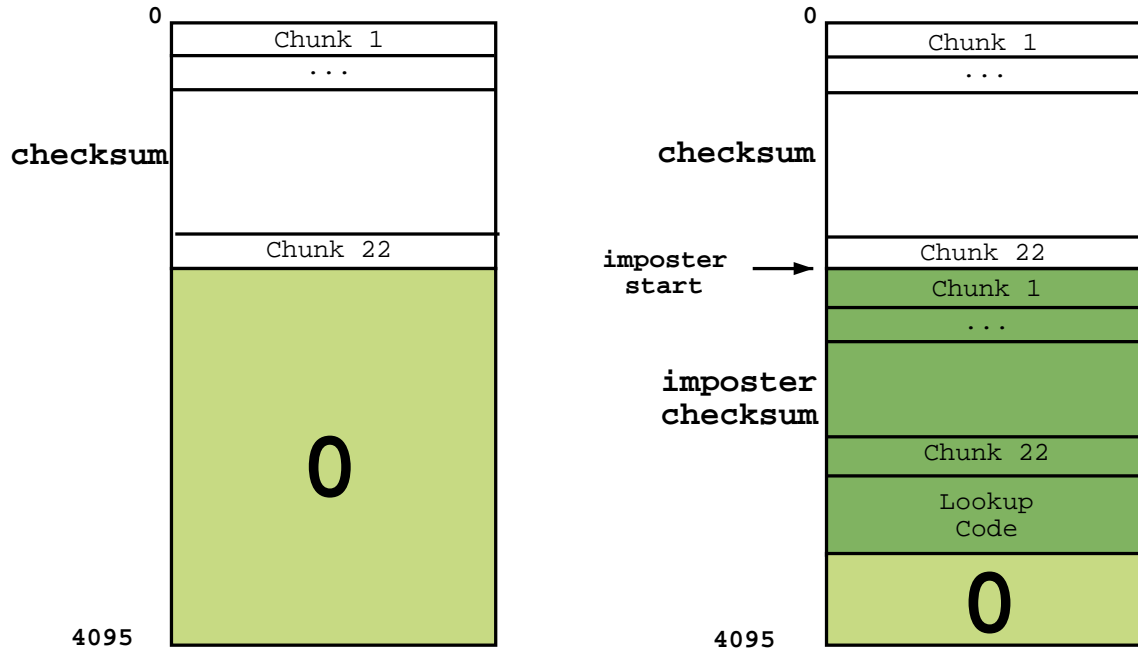 0
Chunk 1
...
checksum
Chunk 22
0
4095
0
Chunk 1
...
checksum
Chunk 22
imposter
start
Chunk 1
...
imposter
checksum
Chunk 22
Lookup
Code
0
4095